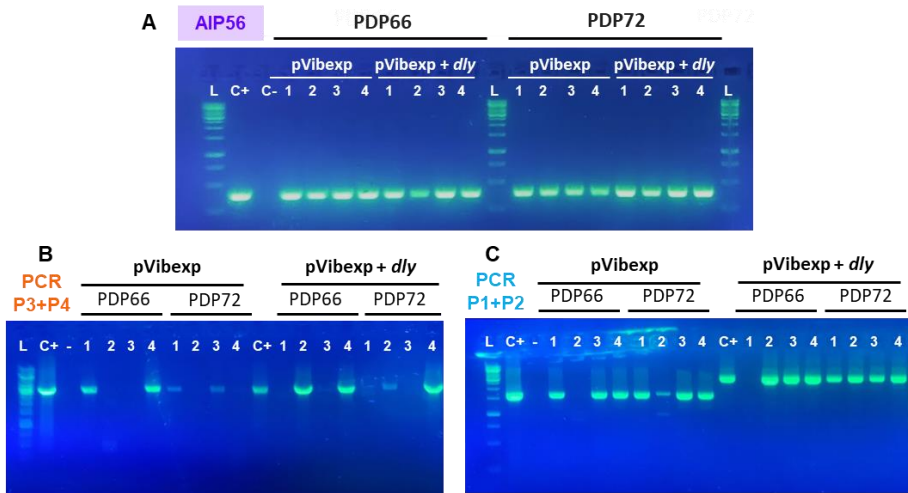 A AIP56 PDP66 PDP72
pVibexp pVibexp + dly pVibexp pVibexp + dly
L C+ C- 1 2 3 4 1 2 3 4 L 1 2 3 4 1 2 3 4 L
B
PCR
P3+P4
pVibexp pVibexp + dly
PDP66 PDP72 PDP66 PDP72
L C+ - 1 2 3 4 1 2 3 4 C+ 1 2 3 4 1 2 3 4
C
PCR
P1+P2
pVibexp pVibexp + dly
PDP66 PDP72 PDP66 PDP72
L C+ - 1 2 3 4 1 2 3 4 C+ 1 2 3 4 1 2 3 4